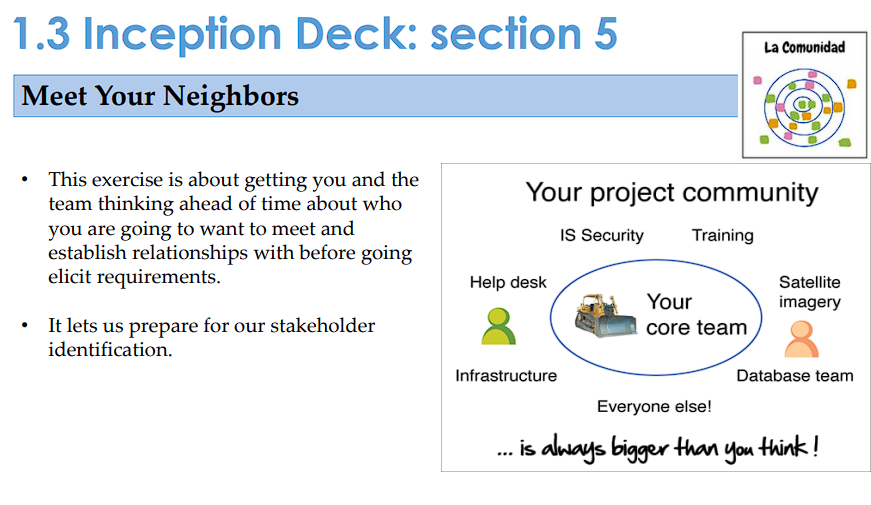 1.3 Inception Deck: section 5
La Comunidad
Meet Your Neighbors
• This exercise is about getting you and the
team thinking ahead of time about who
you are going to want to meet and
establish relationships with before going
elicit requirements.
• It lets us prepare for our stakeholder
identification.
Your project community
IS Security
Training
Help desk
Satellite
imagery
Your
core team
Infrastructure
Database team
Everyone else!
... is always bigger than you think!